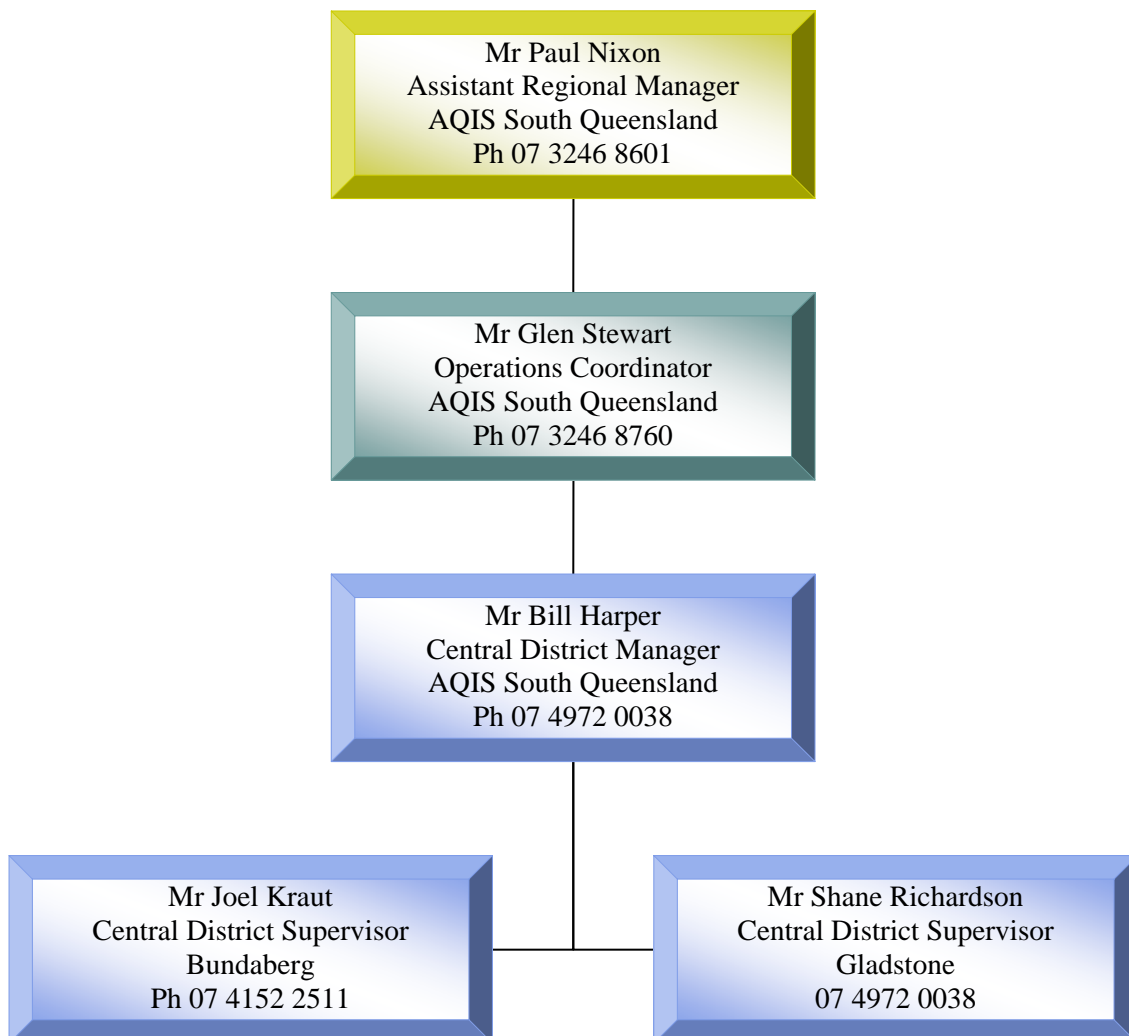 Mr Paul Nixon
Assistant Regional Manager
AQIS South Queensland
Ph 07 3246 8601
Mr Glen Stewart
Operations Coordinator
AQIS South Queensland
Ph 07 3246 8760
Mr Bill Harper
Central District Manager
AQIS South Queensland
Ph 07 4972 0038
Mr Joel Kraut
Central District Supervisor
Bundaberg
Ph 07 4152 2511
Mr Shane Richardson
Central District Supervisor
Gladstone
07 4972 0038